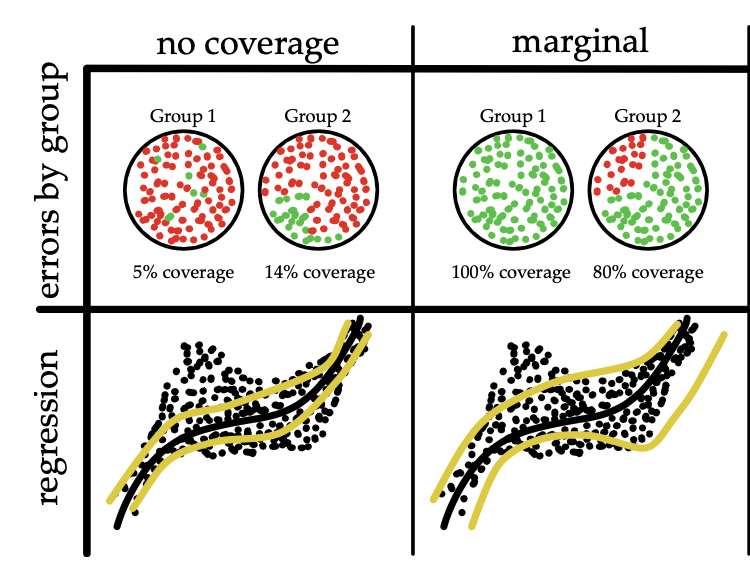 no coverage
marginal
errors by group
Group 1
Group 2
Group 1
Group 2
5% coverage
14% coverage
100% coverage
80% coverage
regression